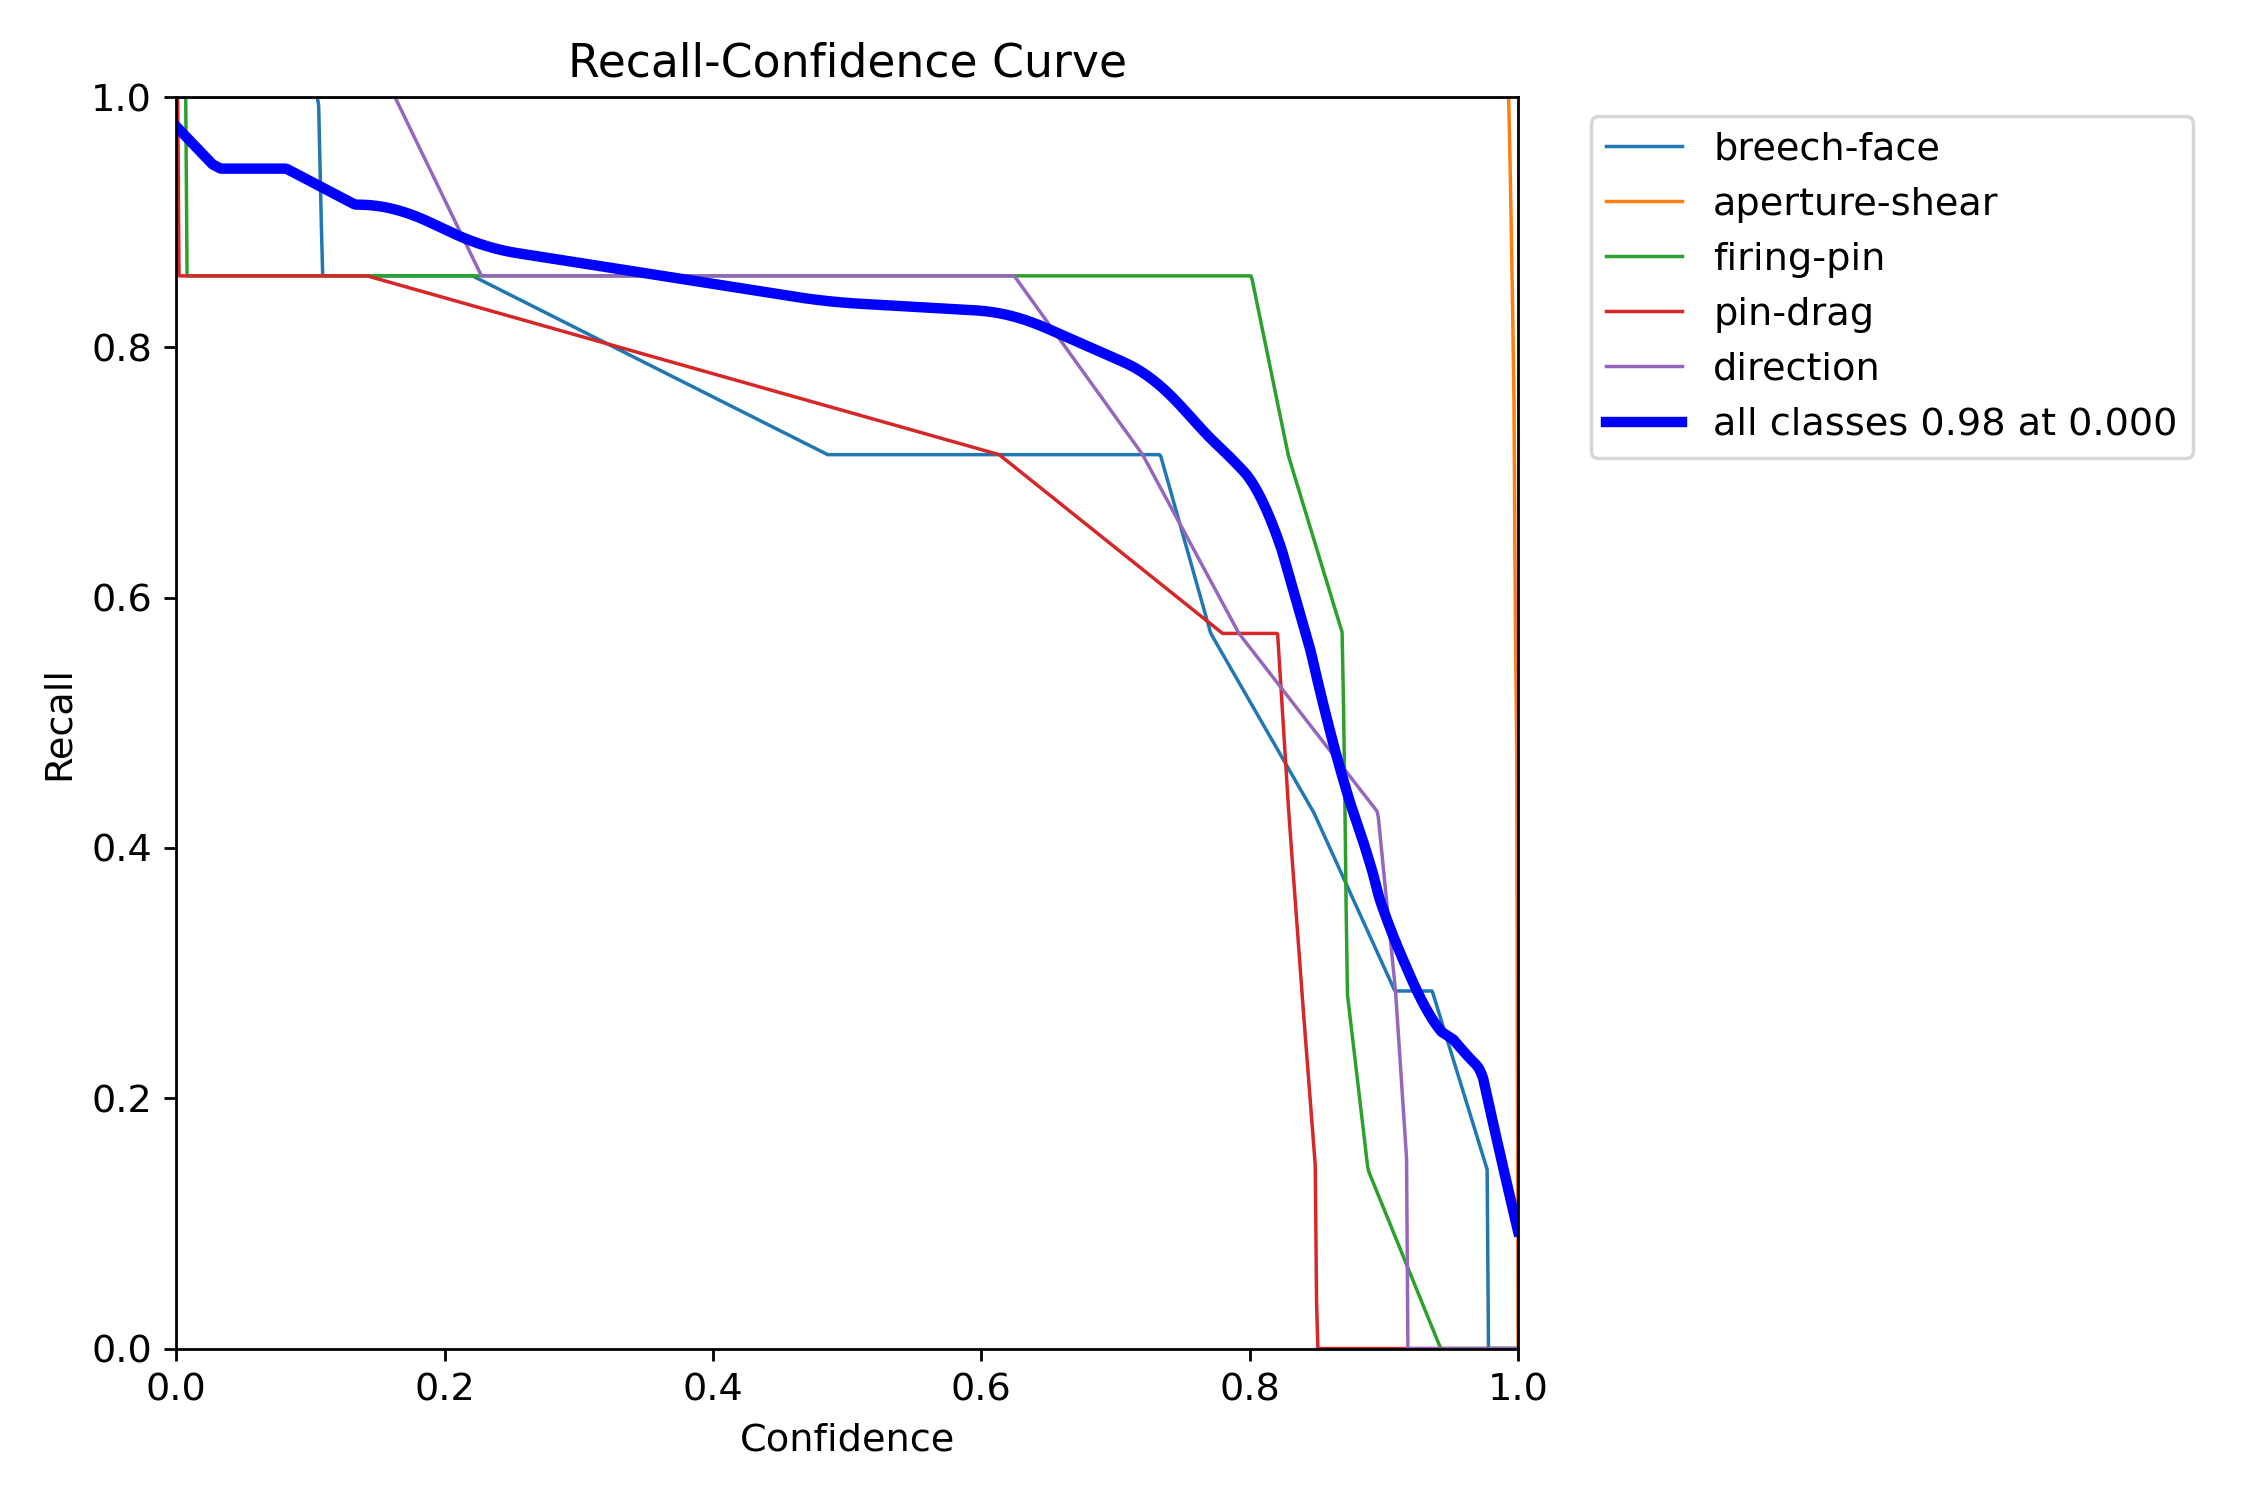 Recall-Confidence Curve
1.0
0.8
0.6
0.4
0.2
0.0
Recall
0.0 0.2 0.4 0.6 0.8 1.0
Confidence
breech-face
aperture-shear
firing-pin
pin-drag
direction
all classes 0.98 at 0.000